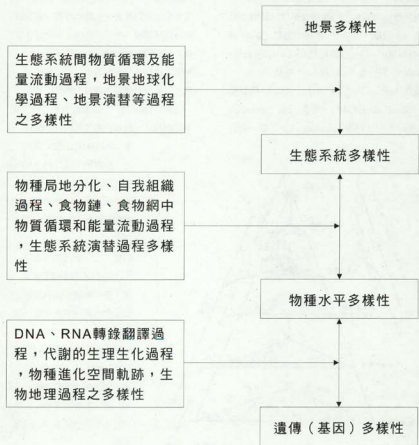 地景多樣性
生態系統間物質循環及能
量流動過程，地景地球化
學過程、地景演替等過程
之多樣性
生態系統多樣性
物種局地分化、自我組織
過程、食物鏈、食物網中
物質循環和能量流動過程
，生態系統演替過程多樣
性
物種水平多樣性
DNA、RNA轉錄翻譯過
程，代謝的生理生化過程
，物種進化空間軌跡，生
物地理過程之多樣性
遺傳（基因）多樣性